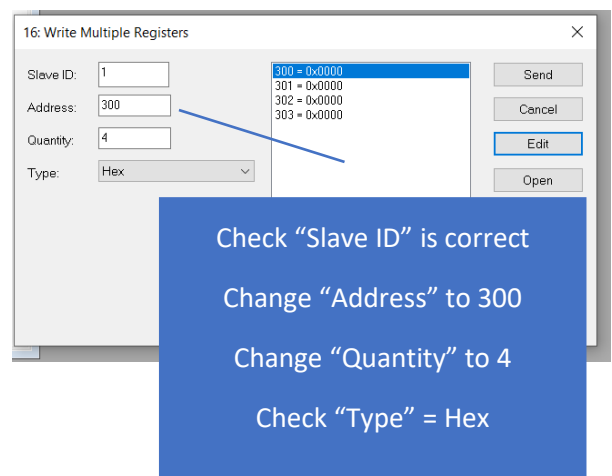 16: Write Multiple Registers
Slave ID: 1
Address: 300
Quantity: 4
Type: Hex
300 = 0x0000
301 = 0x0000
302 = 0x0000
303 = 0x0000
Send
Cancel
Edit
Open
Check “Slave ID” is correct
Change “Address” to 300
Change “Quantity” to 4
Check “Type” = Hex